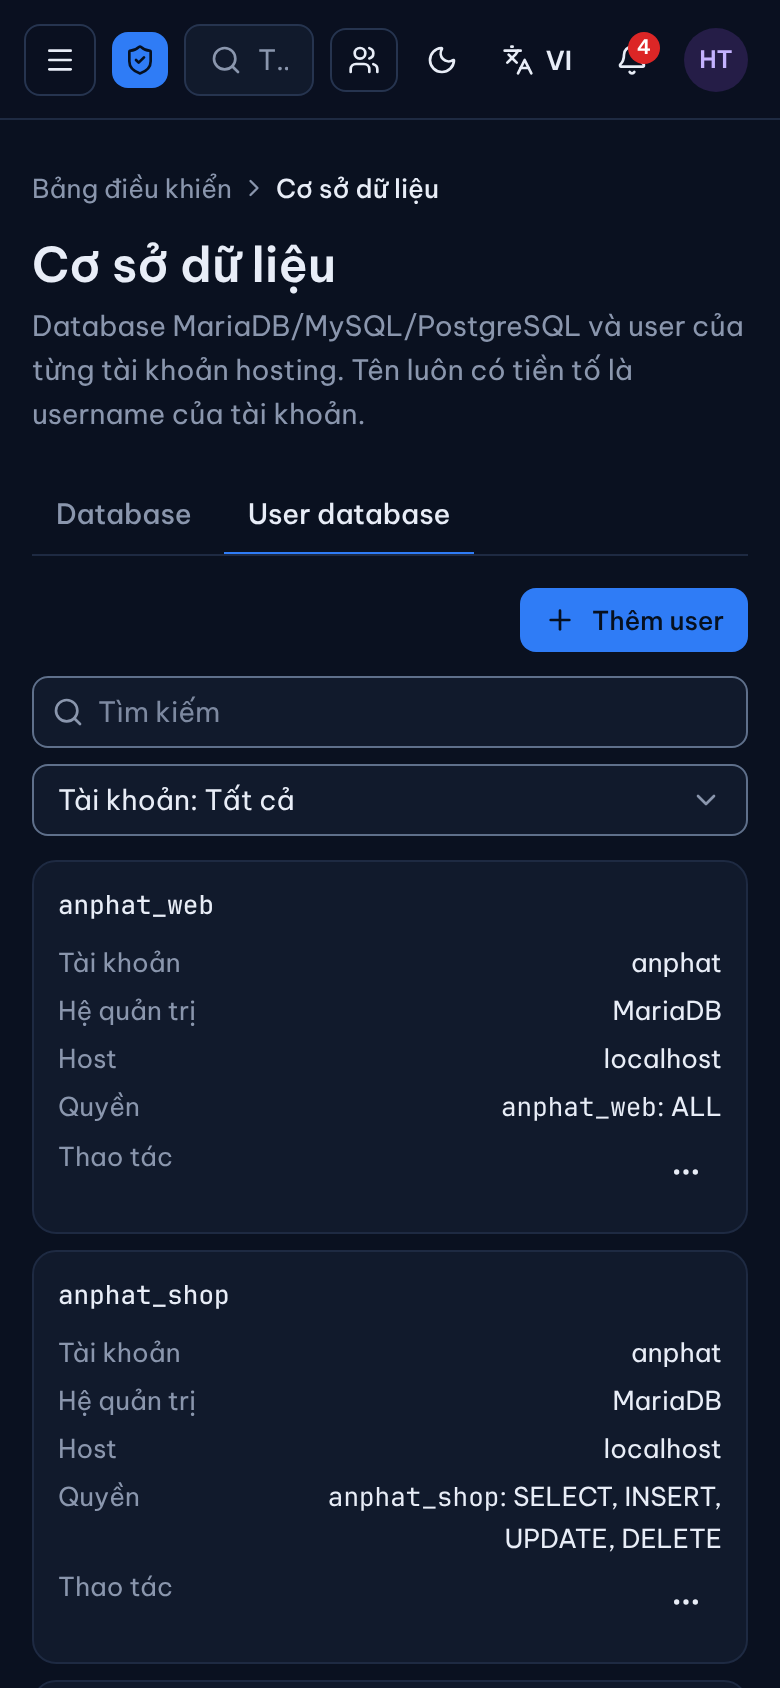 T..
VI
4
HT
Bảng điều khiển
Cơ sở dữ liệu
Cơ sở dữ liệu
Database MariaDB/MySQL/PostgreSQL và user của
từng tài khoản hosting. Tên luôn có tiền tố là
username của tài khoản.
Database
User database
Thêm user
Tìm kiếm
Tài khoản: Tất cả
anphat_web
Tài khoản anphat
Hệ quản trị MariaDB
Host localhost
Quyền anphat_web: ALL
Thao tác
anphat_shop
Tài khoản anphat
Hệ quản trị MariaDB
Host localhost
Quyền anphat_shop: SELECT, INSERT,
UPDATE, DELETE
Thao tác